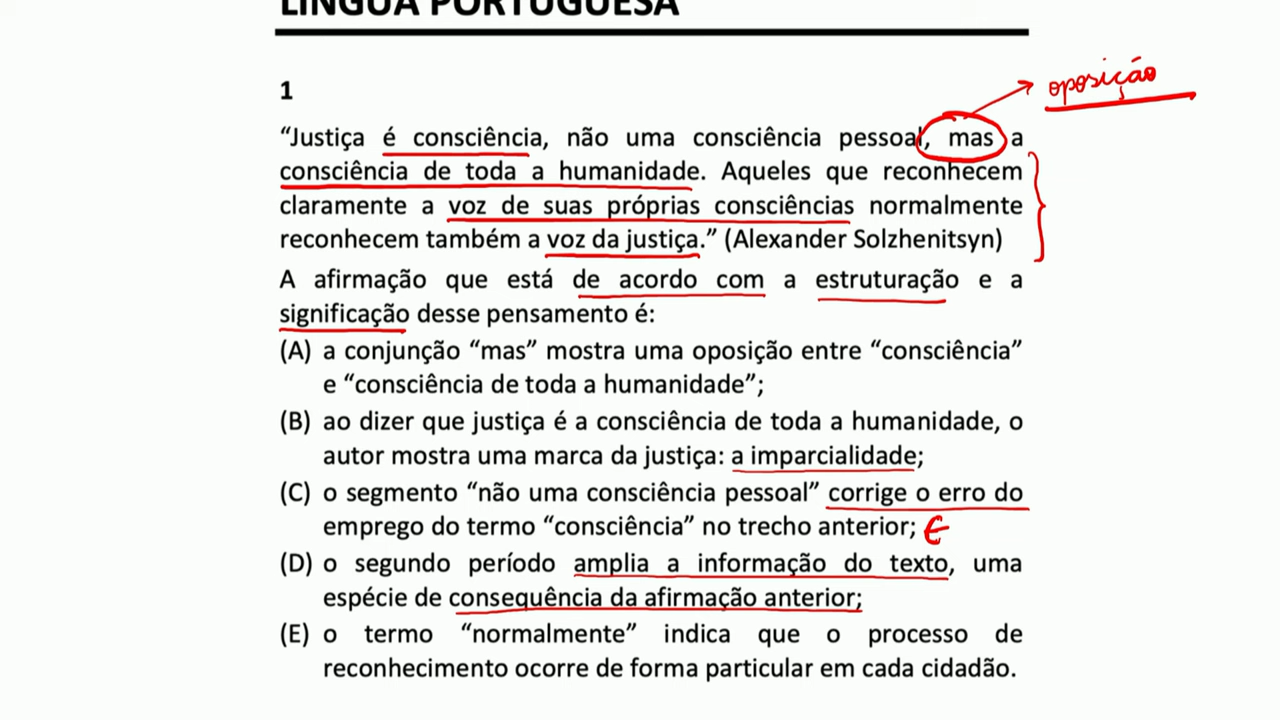 LÍNGUA PORTUGUESA
oposição
1
“Justiça é consciência, não uma consciência pessoal, mas a
consciência de toda a humanidade. Aqueles que reconhecem
claramente a voz de suas próprias consciências normalmente
reconhecem também a voz da justiça.” (Alexander Solzhenitsyn)
A afirmação que está de acordo com a estruturação e a
significação desse pensamento é:
(A) a conjunção “mas” mostra uma oposição entre “consciência”
e “consciência de toda a humanidade”;
(B) ao dizer que justiça é a consciência de toda a humanidade, o
autor mostra uma marca da justiça: a imparcialidade;
(C) o segmento “não uma consciência pessoal” corrige o erro do
emprego do termo “consciência” no trecho anterior; E
(D) o segundo período amplia a informação do texto, uma
espécie de consequência da afirmação anterior;
(E) o termo “normalmente” indica que o processo de
reconhecimento ocorre de forma particular em cada cidadão.